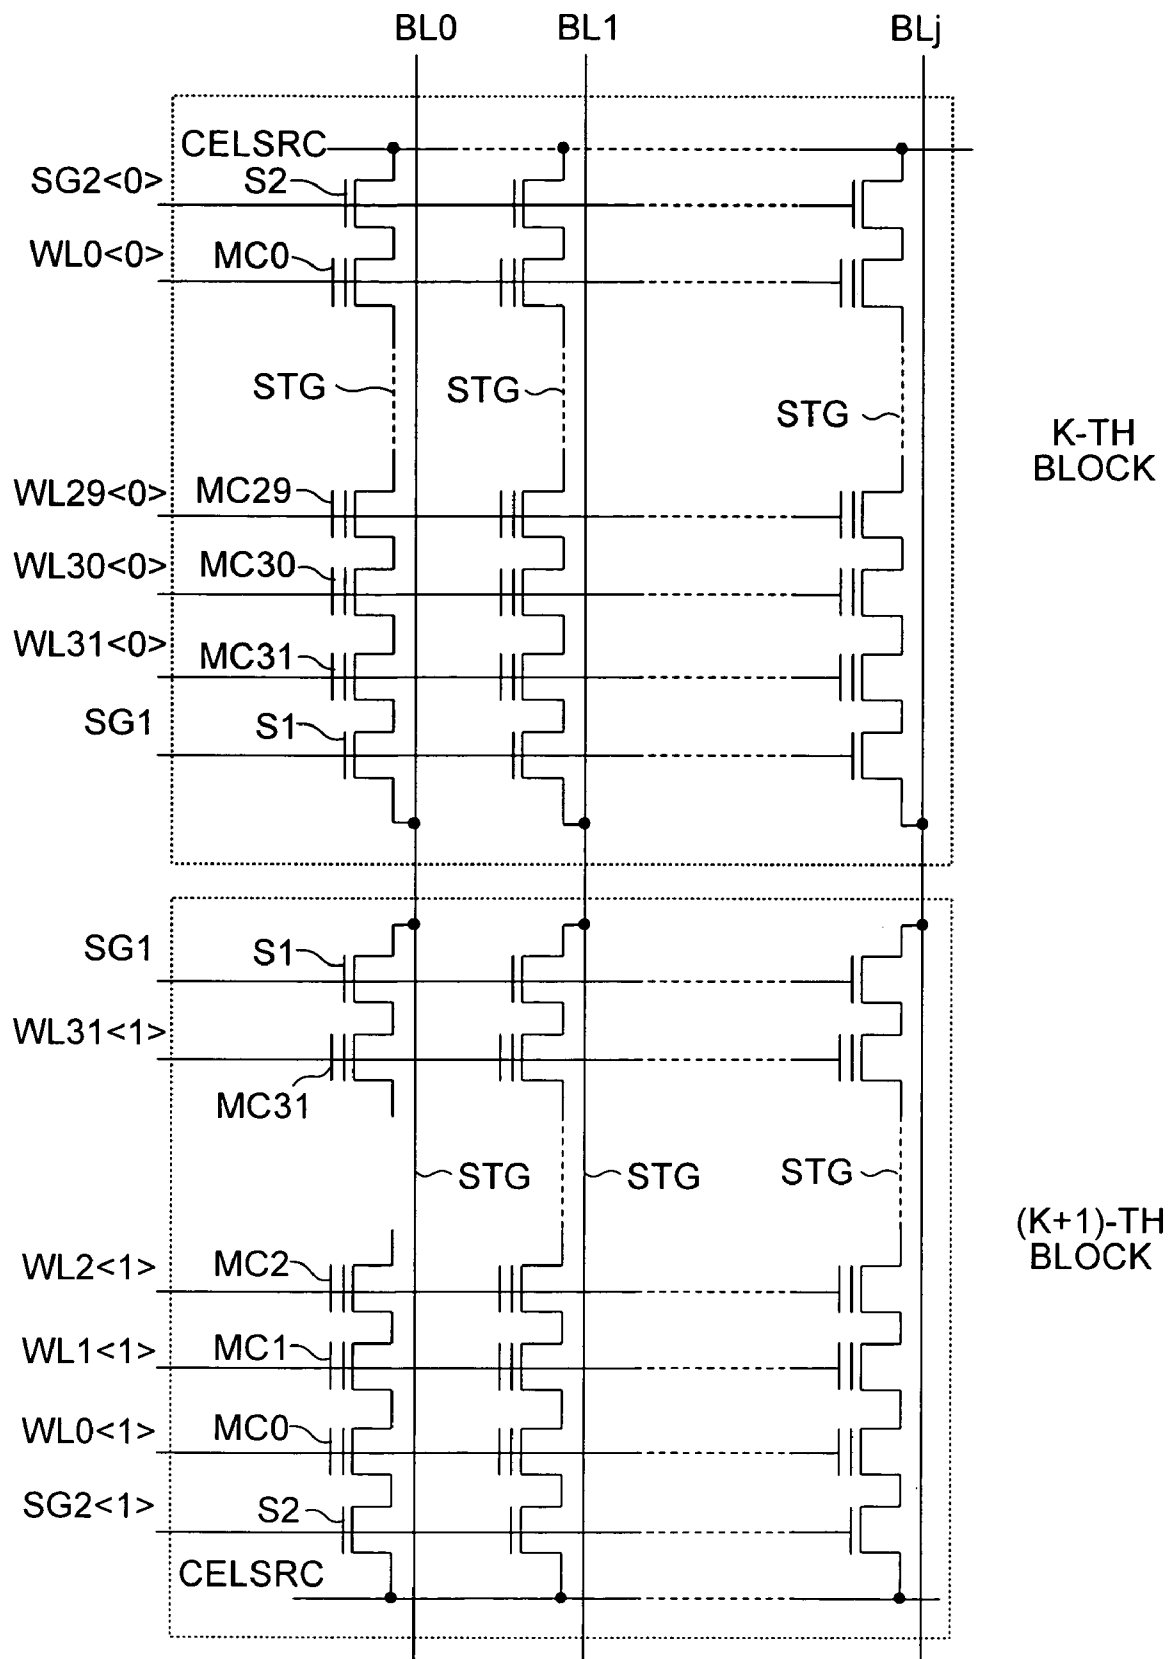 BL0 BL1 BLj
CELSRC
SG2<0> S2
WL0<0> MC0
STG STG STG
K-TH
BLOCK
WL29<0> MC29
WL30<0> MC30
WL31<0> MC31
SG1 S1
SG1 S1
WL31<1>
MC31
STG STG STG
(K+1)-TH
BLOCK
WL2<1> MC2
WL1<1> MC1
WL0<1> MC0
SG2<1> S2
CELSRC